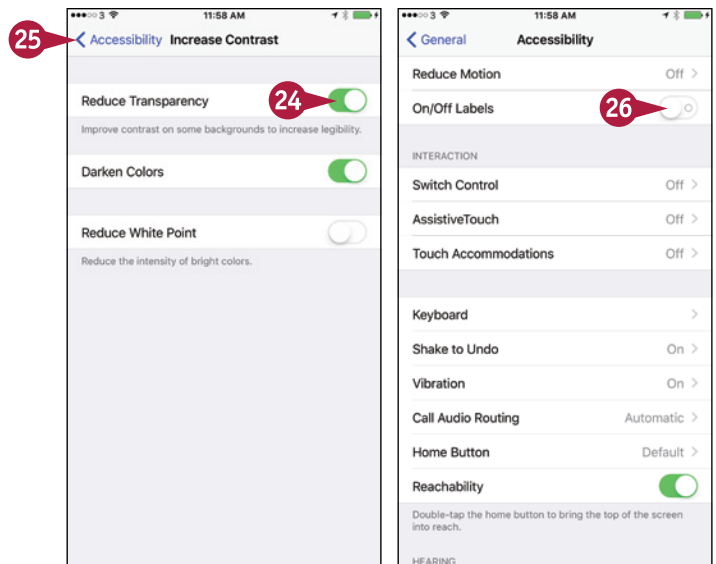 3 11:58 AM
25
Accessibility Increase Contrast
Reduce Transparency
24
Improve contrast on some backgrounds to increase legibility.
Darken Colors
Reduce White Point
Reduce the intensity of bright colors.
3 11:58 AM
General Accessibility
Reduce Motion Off
On/Off Labels
26
INTERACTION
Switch Control Off
AssistiveTouch Off
Touch Accommodations Off
Keyboard
Shake to Undo On
Vibration On
Call Audio Routing Automatic
Home Button Default
Reachability
Double-tap the home button to bring the top of the screen
into reach.
HEARING